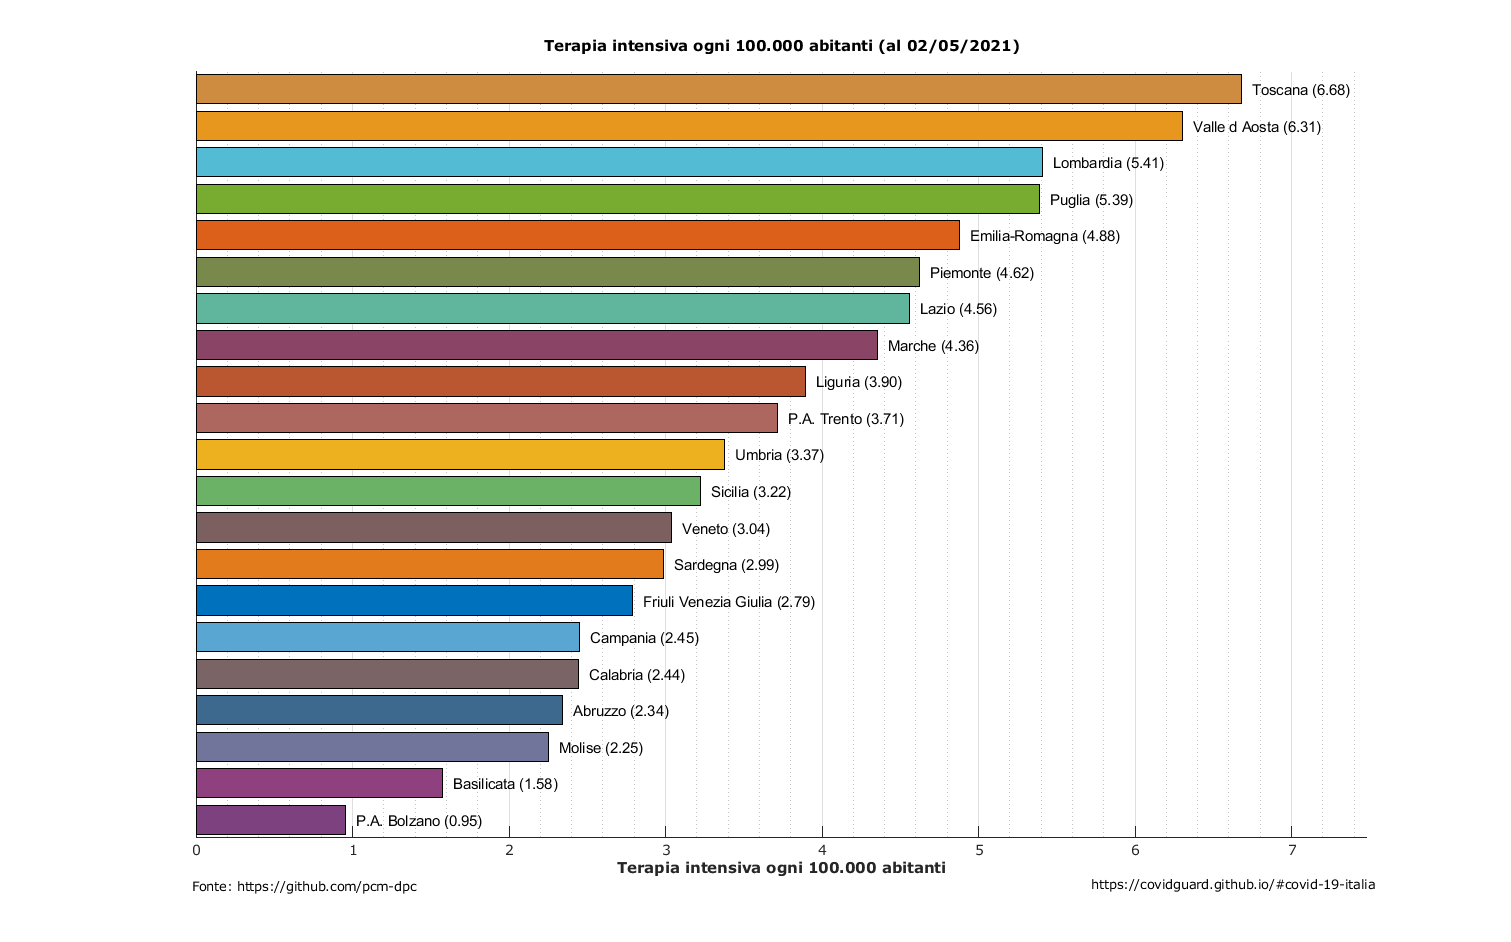 Terapia intensiva ogni 100.000 abitanti (al 02/05/2021)
Toscana (6.68)
Valle d Aosta (6.31)
Lombardia (5.41)
Puglia (5.39)
Emilia-Romagna (4.88)
Piemonte (4.62)
Lazio (4.56)
Marche (4.36)
Liguria (3.90)
P.A. Trento (3.71)
Umbria (3.37)
Sicilia (3.22)
Veneto (3.04)
Sardegna (2.99)
Friuli Venezia Giulia (2.79)
Campania (2.45)
Calabria (2.44)
Abruzzo (2.34)
Molise (2.25)
Basilicata (1.58)
P.A. Bolzano (0.95)
0 1 2 3 4 5 6 7
Terapia intensiva ogni 100.000 abitanti
Fonte: https://github.com/pcm-dpc
https://covidguard.github.io/#covid-19-italia